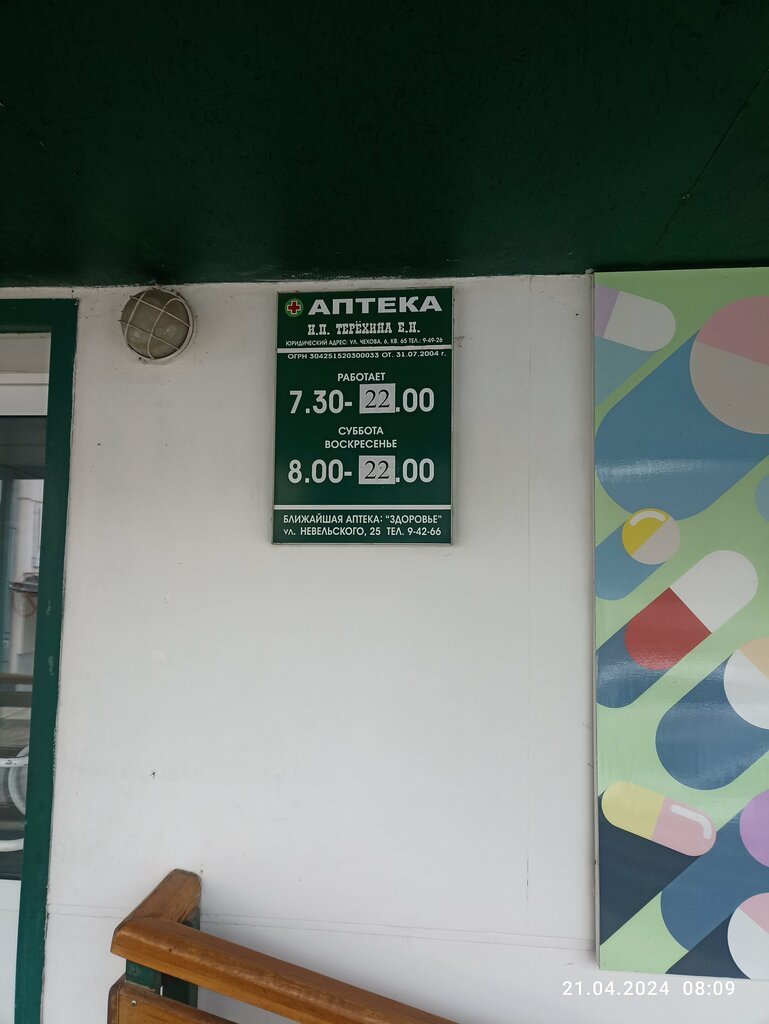 АПТЕКА
И.П. ТЕРЁХИНА Е.Н.
ЮРИДИЧЕСКИЙ АДРЕС: УЛ. ЧЕХОВА, 6, КВ. 65 ТЕЛ.: 9-49-26
ОГРН 304251520300033 ОТ. 31.07.2004 г.
РАБОТАЕТ
7.30-22.00
СУББОТА
ВОСКРЕСЕНЬЕ
8.00-22.00
БЛИЖАЙШАЯ АПТЕКА: "ЗДОРОВЬЕ"
УЛ. НЕВЕЛЬСКОГО, 25 ТЕЛ. 9-42-66
21.04.2024 08:09